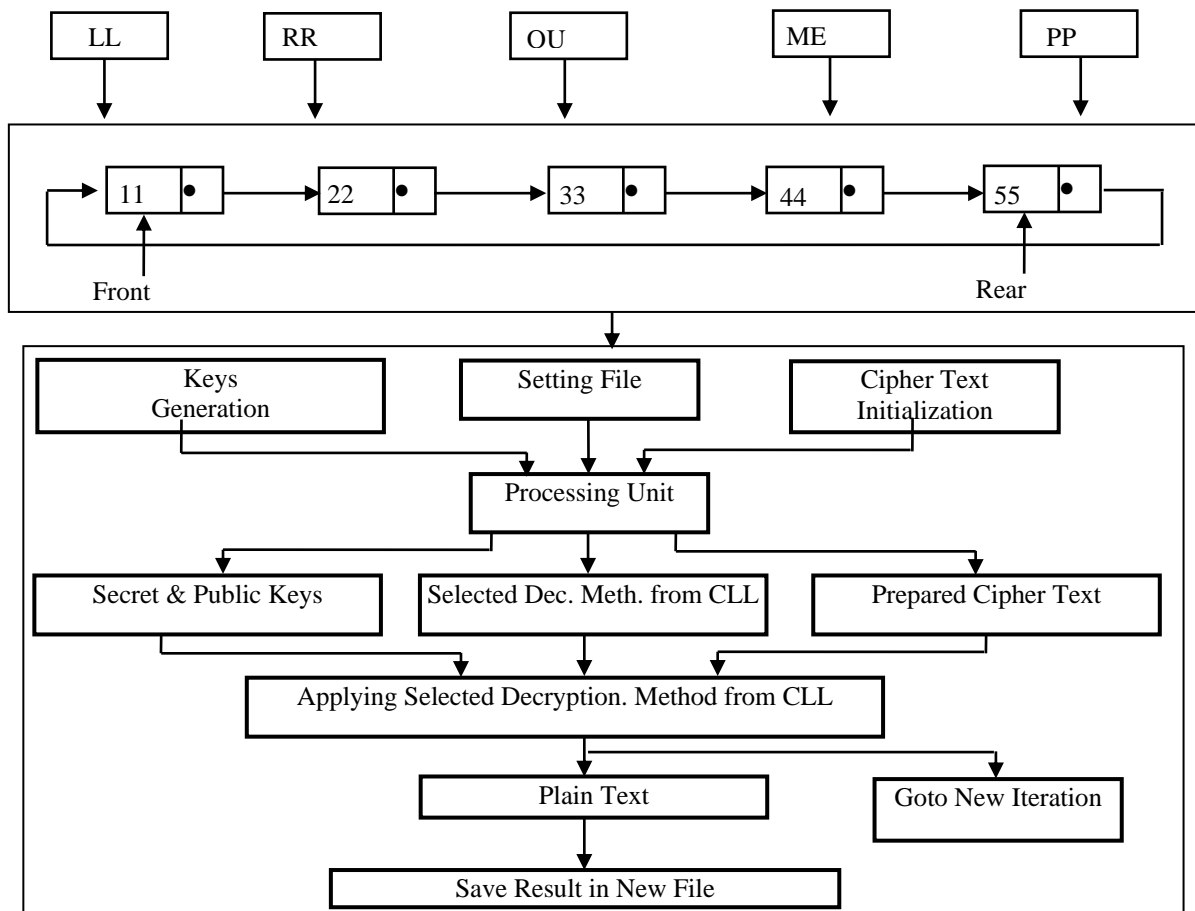 LL
RR
OU
ME
PP
11
22
33
44
55
Front
Rear
Keys
Generation
Setting File
Cipher Text
Initialization
Processing Unit
Secret & Public Keys
Selected Dec. Meth. from CLL
Prepared Cipher Text
Applying Selected Decryption. Method from CLL
Plain Text
Goto New Iteration
Save Result in New File